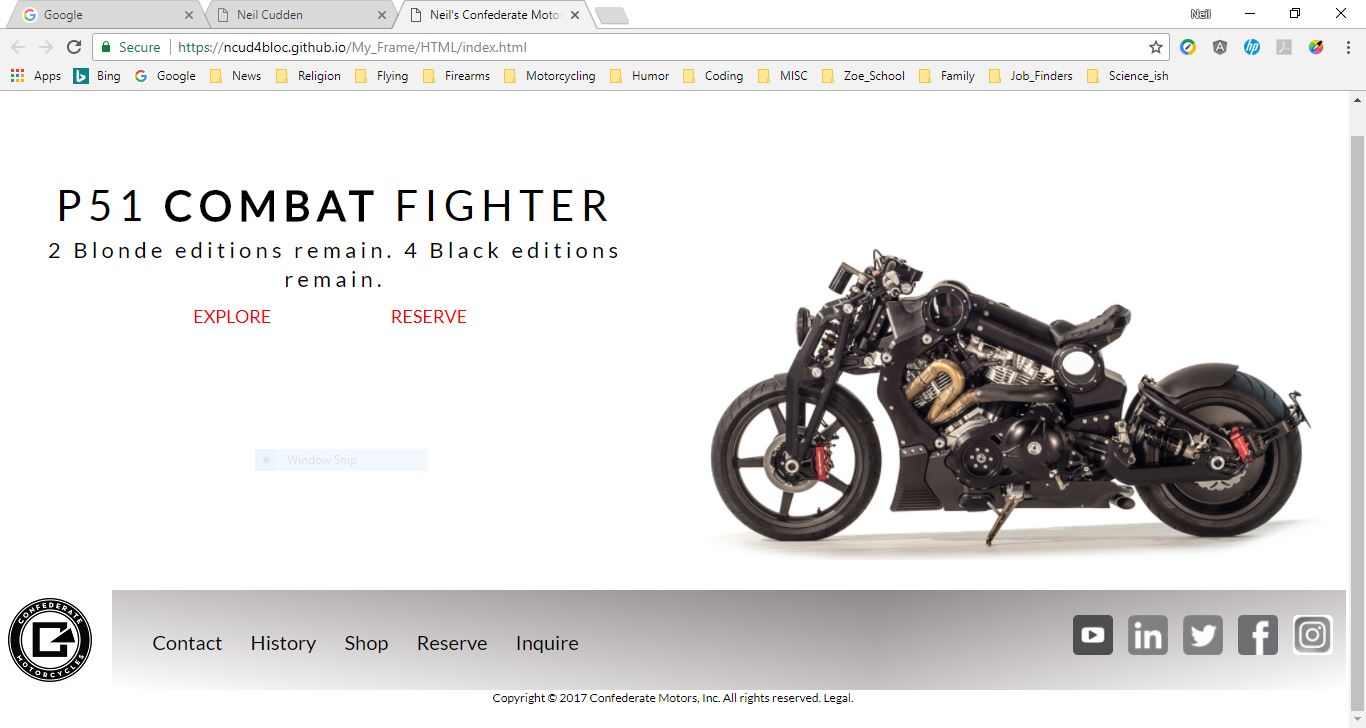 Google
Neil Cudden
Neil's Confederate Moto
Neil
Secure
https://ncud4bloc.github.io/My_Frame/HTML/index.html
Apps
Bing
Google
News
Religion
Flying
Firearms
Motorcycling
Humor
Coding
MISC
Zoe_School
Family
Job_Finders
Science_ish
P51 COMBAT FIGHTER
2 Blonde editions remain. 4 Black editions
remain.
EXPLORE
RESERVE
Window Snip
CONFEDERATE
MOTORCYCLES
Contact
History
Shop
Reserve
Inquire
Copyright © 2017 Confederate Motors, Inc. All rights reserved. Legal.